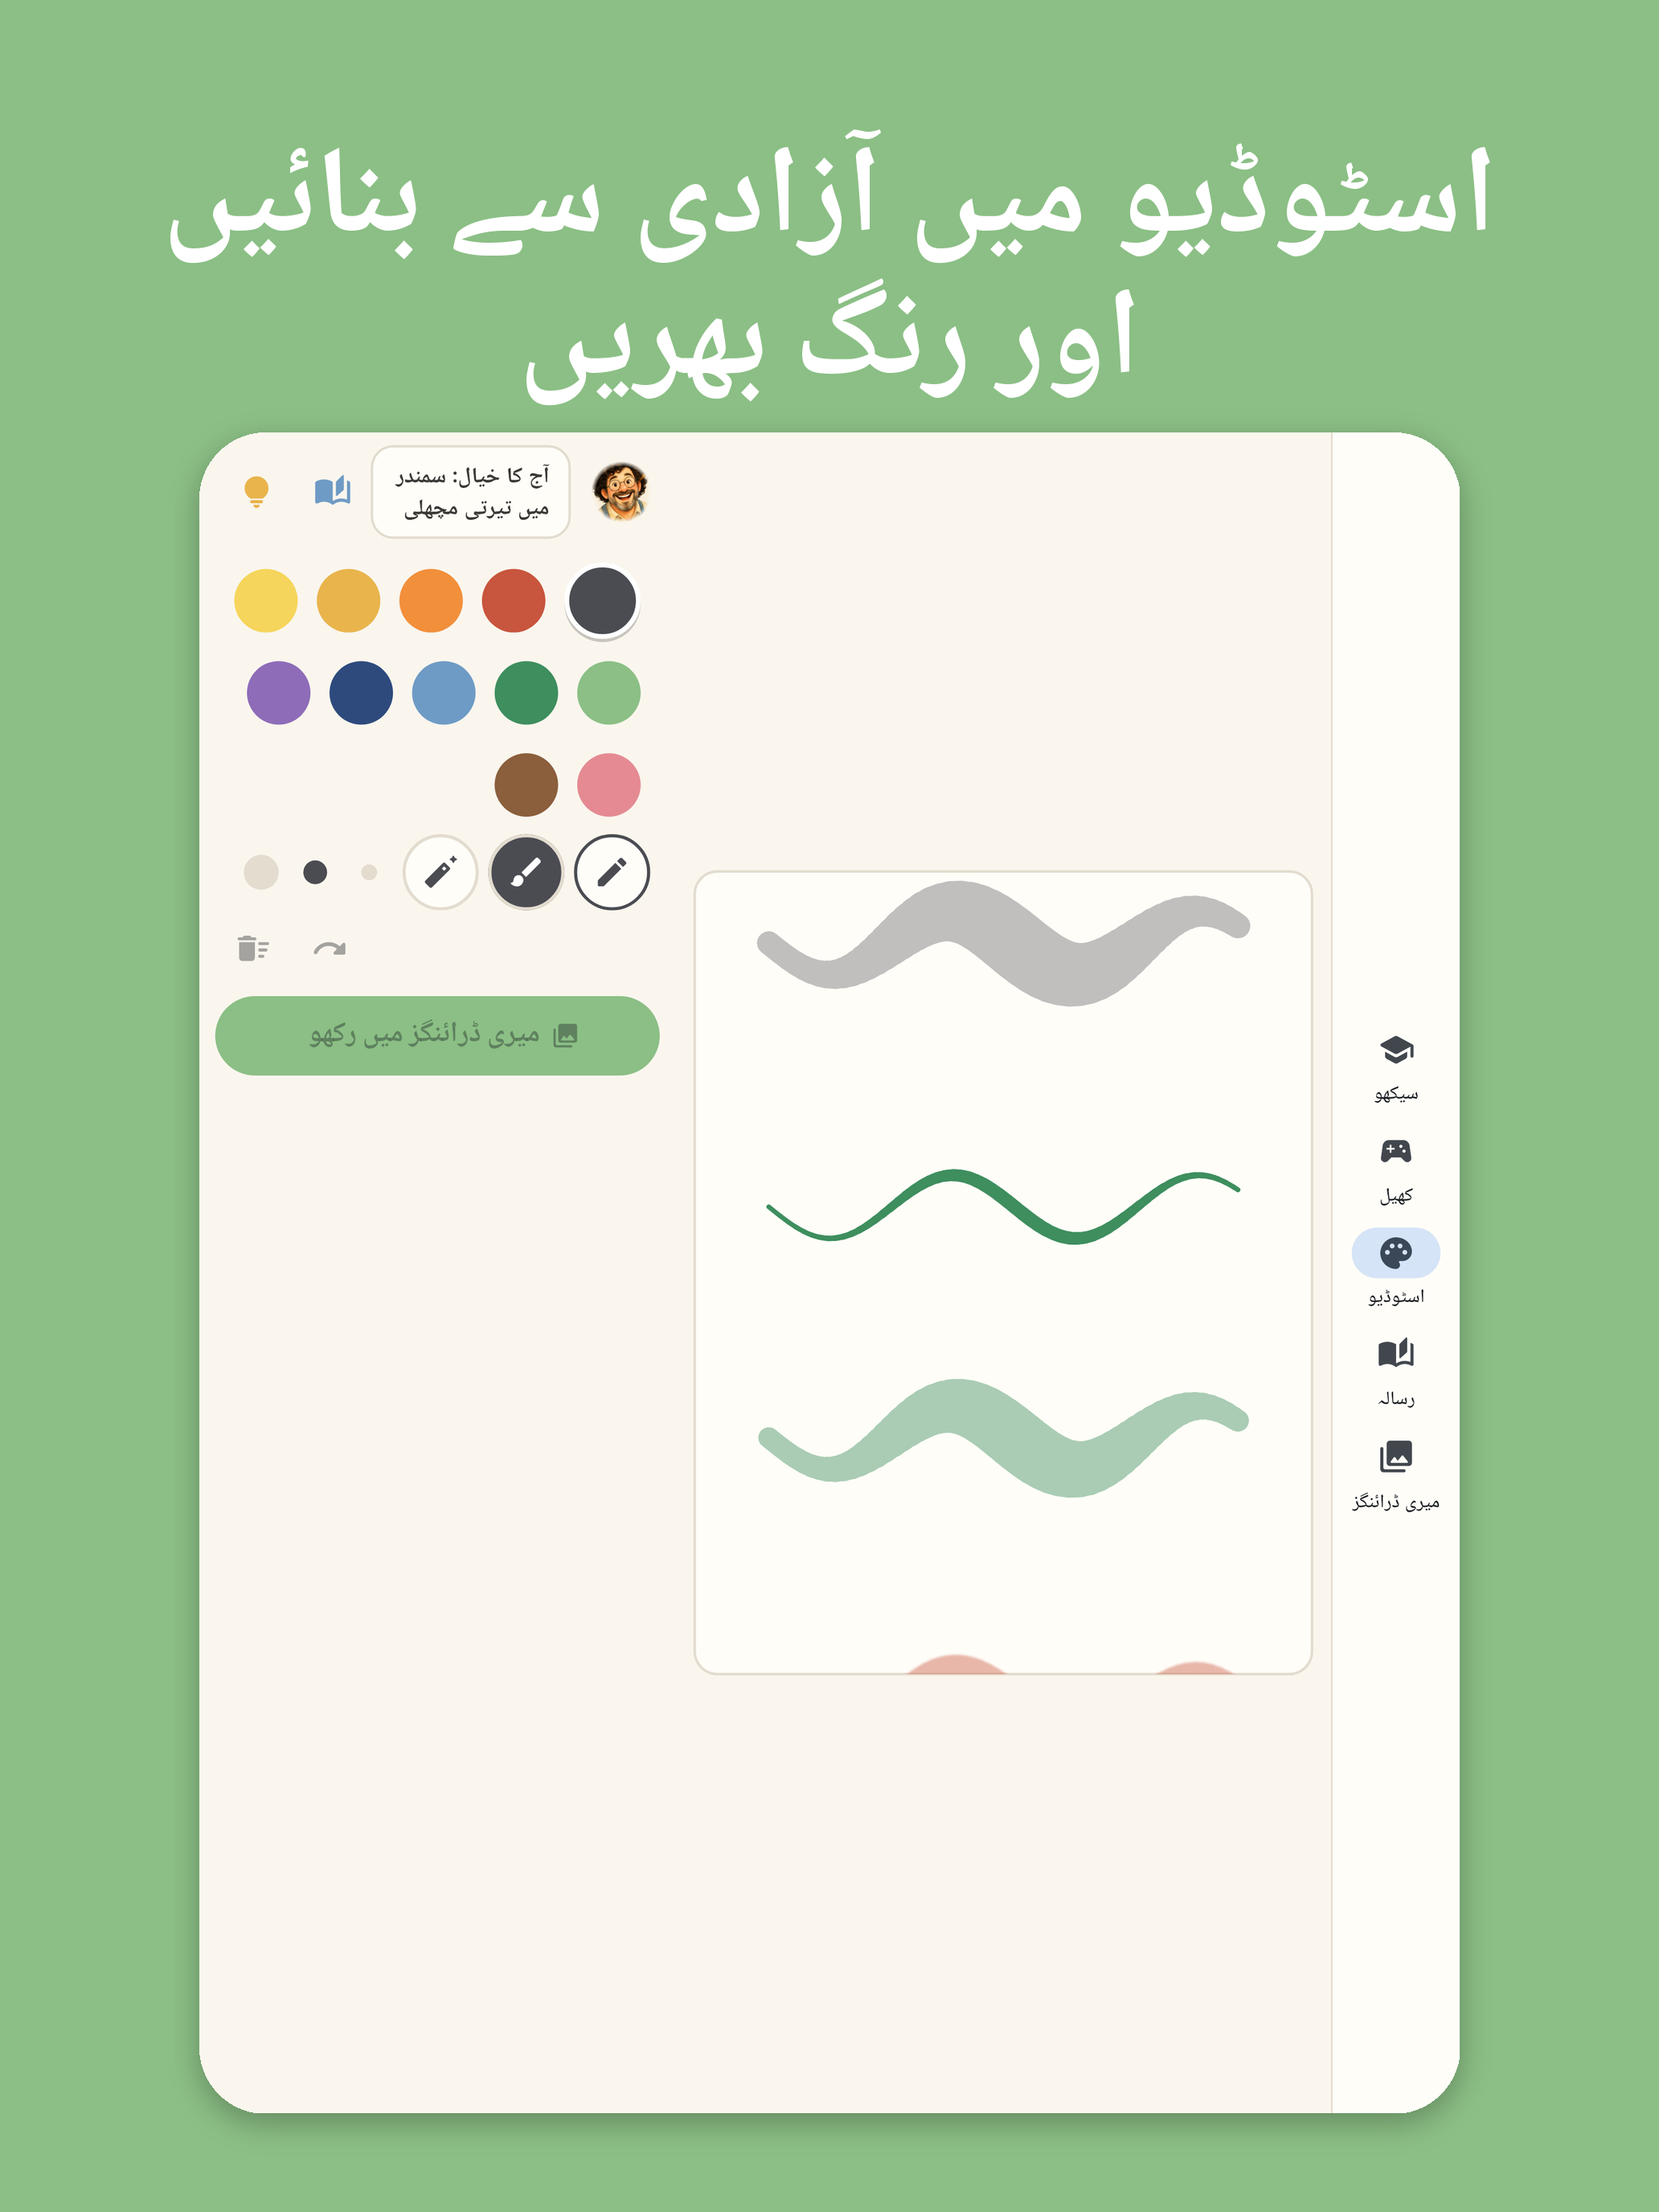 اسٹوڈیو میں آزادی سے بنائیں
اور رنگ بھریں
آج کا خیال: سمندر
میں تیرتی مچھلی
میری ڈرائنگز میں رکھو
سیکھو
کھیل
اسٹوڈیو
رسالہ
میری ڈرائنگز